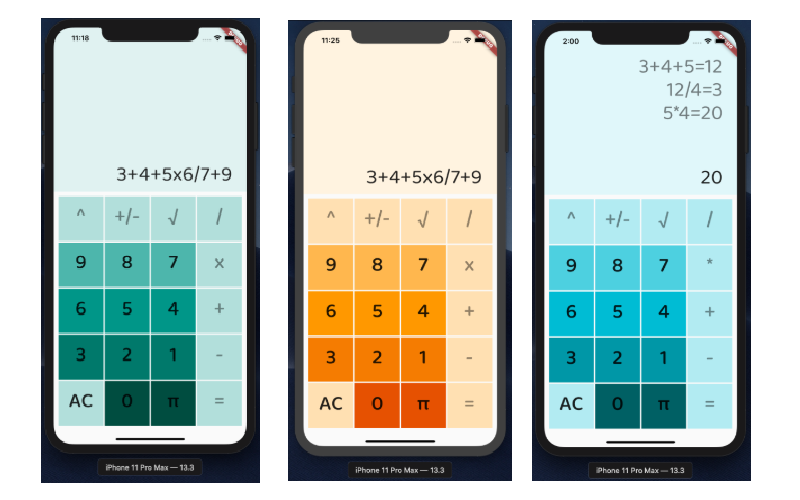 11:18
3+4+5x6/7+9
^ +/- √ /
9 8 7 x
6 5 4 +
3 2 1 -
AC 0 π =
iPhone 11 Pro Max — 13.3
11:25
3+4+5x6/7+9
^ +/- √ /
9 8 7 x
6 5 4 +
3 2 1 -
AC 0 π =
iPhone 11 Pro Max — 13.3
2:00
3+4+5=12
12/4=3
5*4=20
20
^ +/- √ /
9 8 7 *
6 5 4 +
3 2 1 -
AC 0 π =
iPhone 11 Pro Max — 13.3